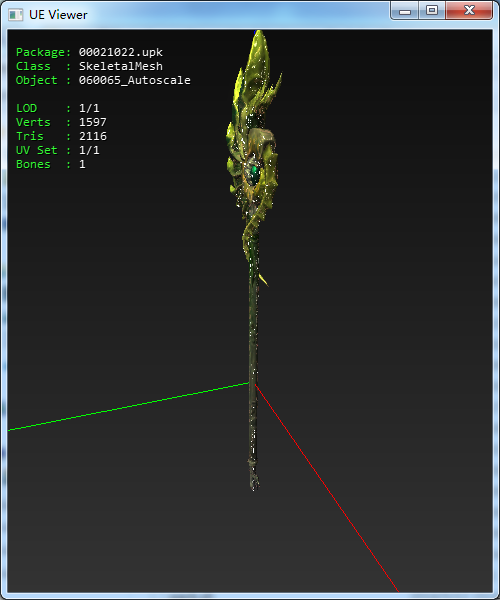 UE Viewer
Package: 00021022.upk
Class  : SkeletalMesh
Object : 060065_Autoscale
LOD    : 1/1
Verts  : 1597
Tris   : 2116
UV Set : 1/1
Bones  : 1